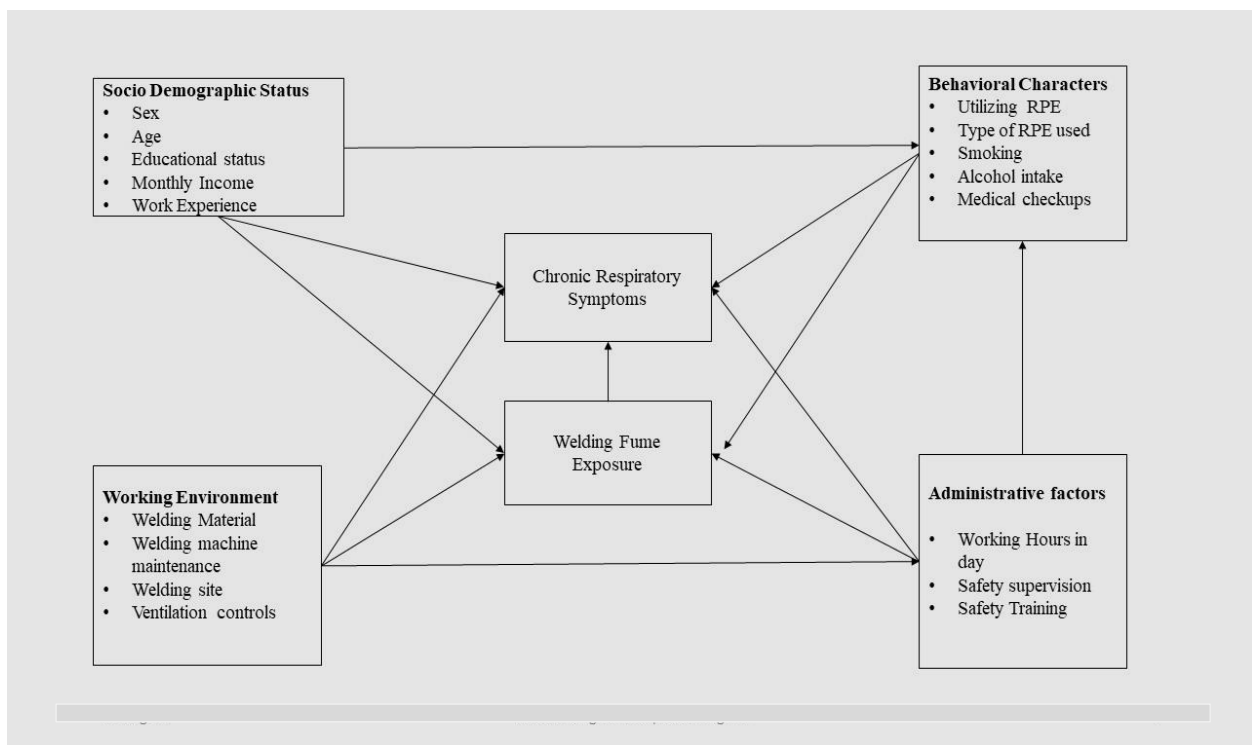 Socio Demographic Status
• Sex
• Age
• Educational status
• Monthly Income
• Work Experience
Behavioral Characters
• Utilizing RPE
• Type of RPE used
• Smoking
• Alcohol intake
• Medical checkups
Chronic Respiratory
Symptoms
Welding Fume
Exposure
Working Environment
• Welding Material
• Welding machine
maintenance
• Welding site
• Ventilation controls
Administrative factors
• Working Hours in
day
• Safety supervision
• Safety Training